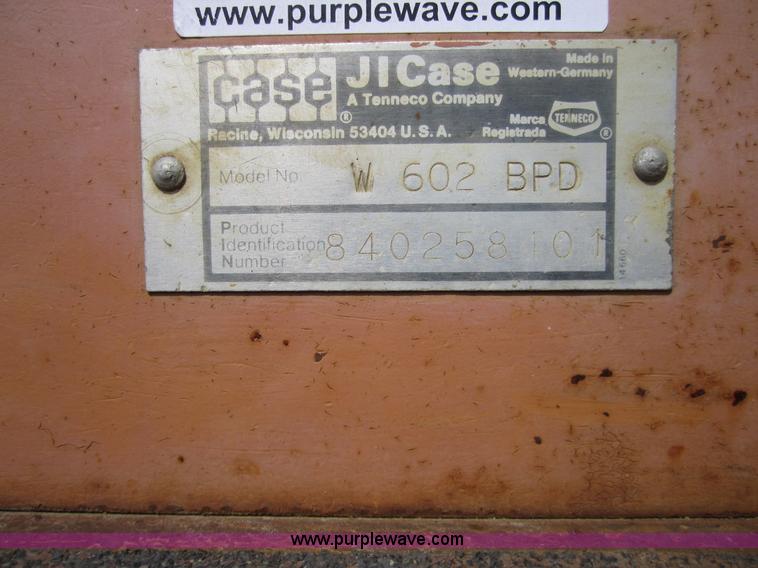 www.purplewave.com
case
JI Case
Made in
Western-Germany
A Tenneco Company
®
Racine, Wisconsin 53404 U.S.A.
Marca
Registrada
TENNECO
®
Model No.
W 602 BPD
Product
Identification
Number
840258101
14660
www.purplewave.com